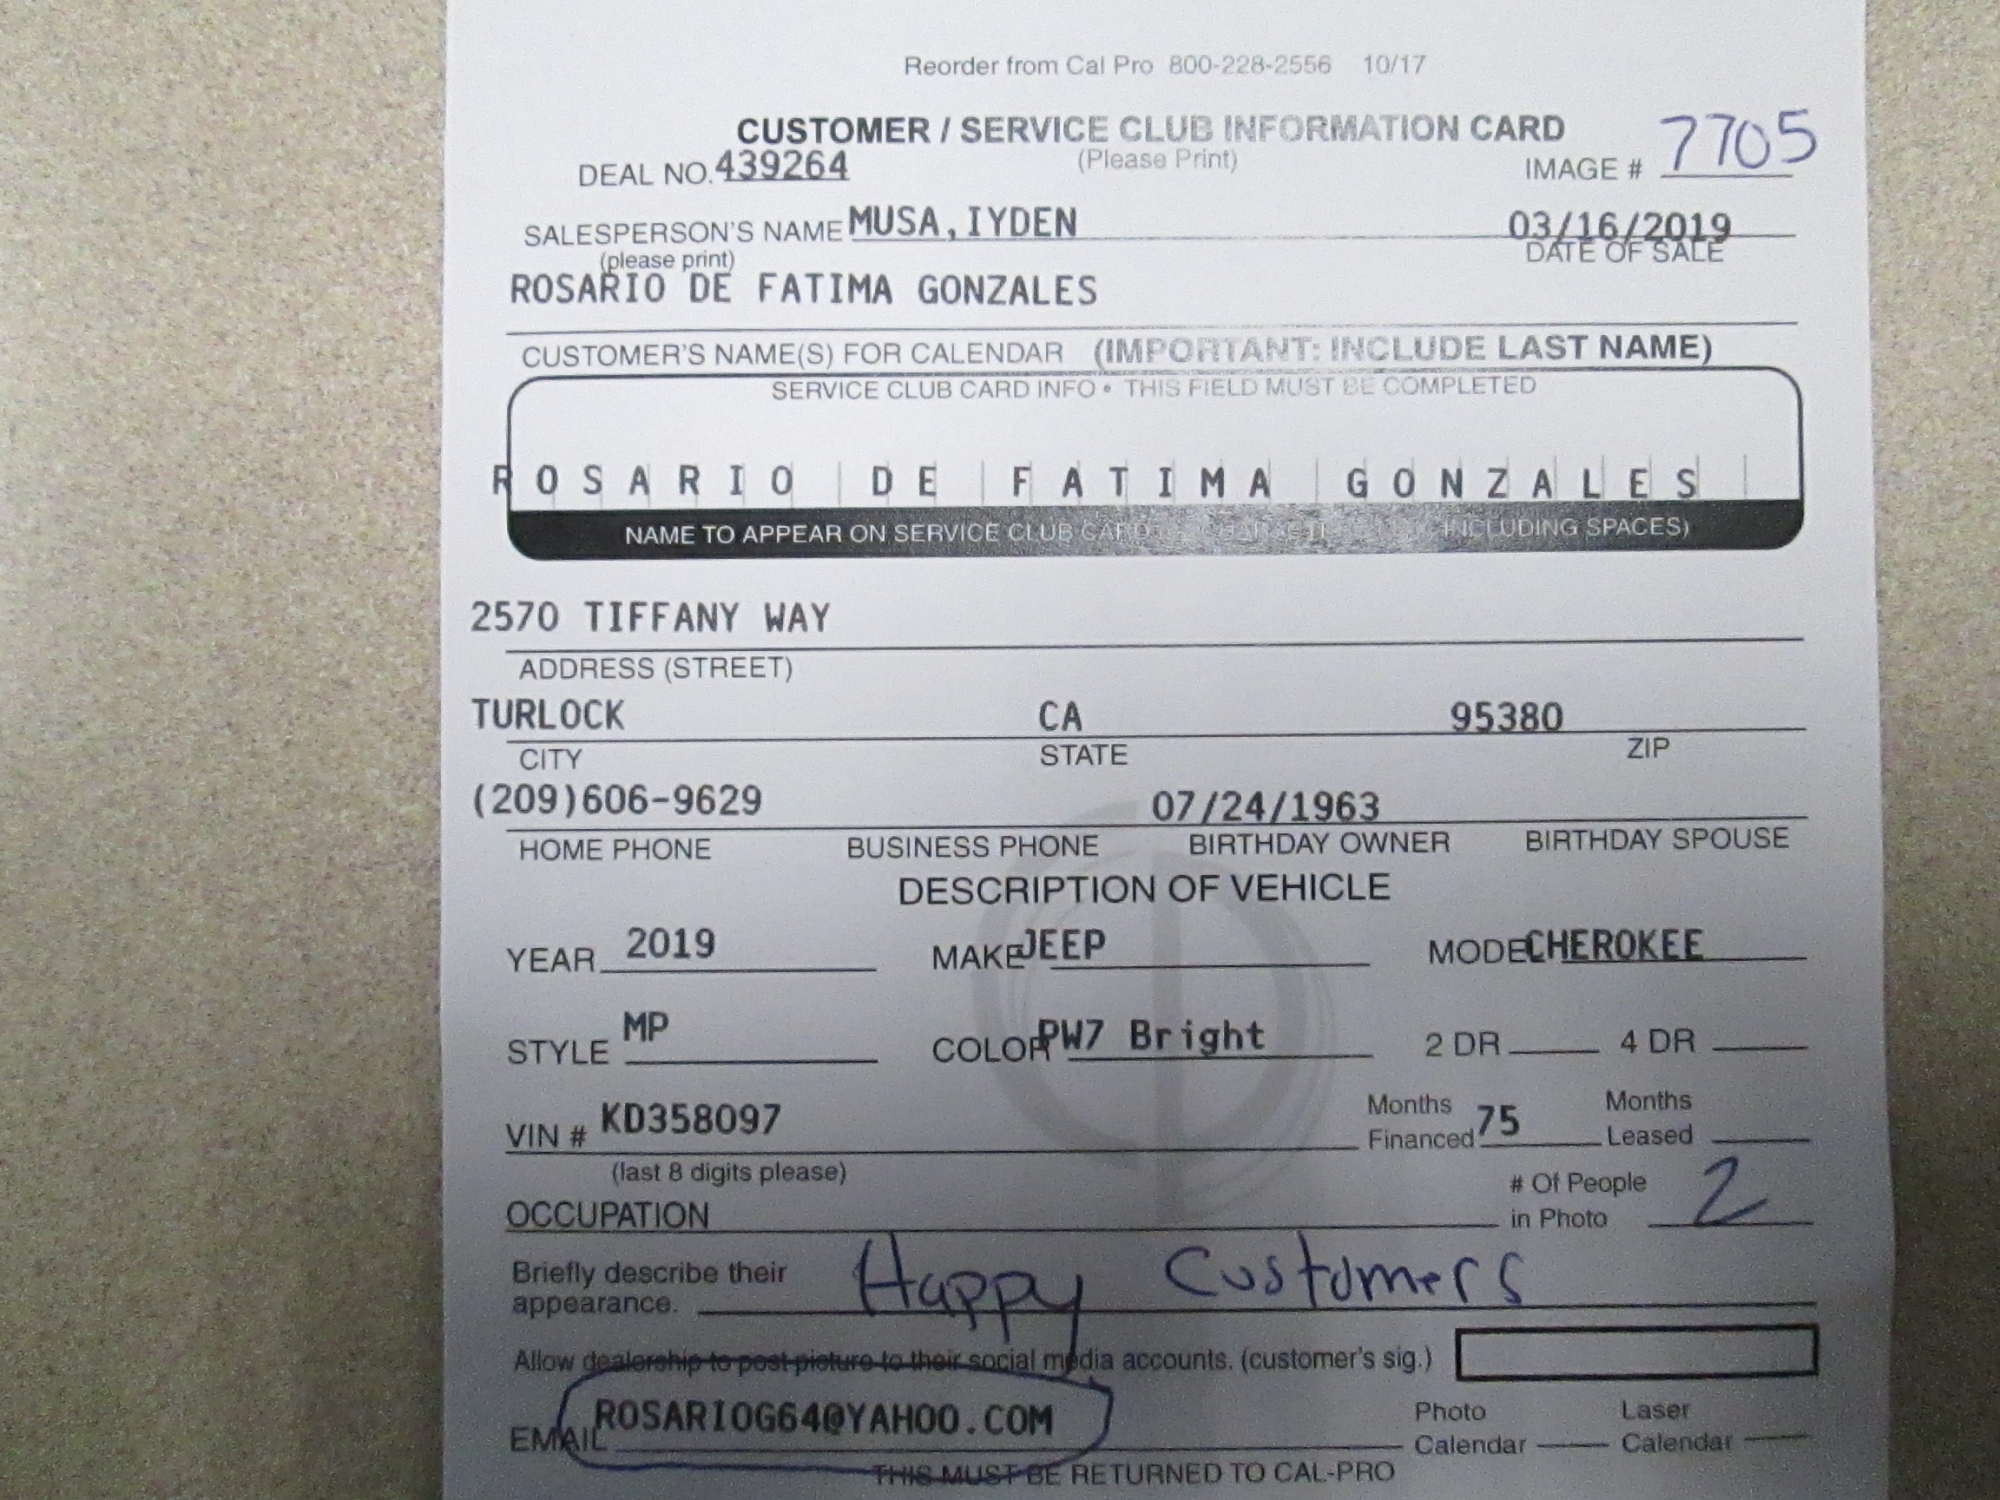 Reorder from Cal Pro 800-228-2556 10/17
CUSTOMER / SERVICE CLUB INFORMATION CARD
(Please Print)
DEAL NO. 439264
IMAGE # 7705
SALESPERSON'S NAME MUSA, IYDEN 03/16/2019
(please print) DATE OF SALE
ROSARIO DE FATIMA GONZALES
CUSTOMER'S NAME(S) FOR CALENDAR (IMPORTANT: INCLUDE LAST NAME)
SERVICE CLUB CARD INFO • THIS FIELD MUST BE COMPLETED
ROSARIO DE FATIMA GONZALES
NAME TO APPEAR ON SERVICE CLUB CARD INCLUDING SPACES)
2570 TIFFANY WAY
ADDRESS (STREET)
TURLOCK CA 95380
CITY STATE ZIP
(209)606-9629 07/24/1963
HOME PHONE BUSINESS PHONE BIRTHDAY OWNER BIRTHDAY SPOUSE
DESCRIPTION OF VEHICLE
YEAR 2019 MAKE JEEP MODE CHEROKEE
STYLE MP COLOR PW7 Bright 2 DR 4 DR
VIN # KD358097 Months Financed 75 Months Leased
(last 8 digits please)
OCCUPATION # Of People in Photo 2
Briefly describe their appearance. Happy Customers
Allow dealership to post picture to their social media accounts. (customer's sig.)
EMAIL ROSARIOG64@YAHOO.COM Photo Calendar Laser Calendar
THIS MUST BE RETURNED TO CAL-PRO